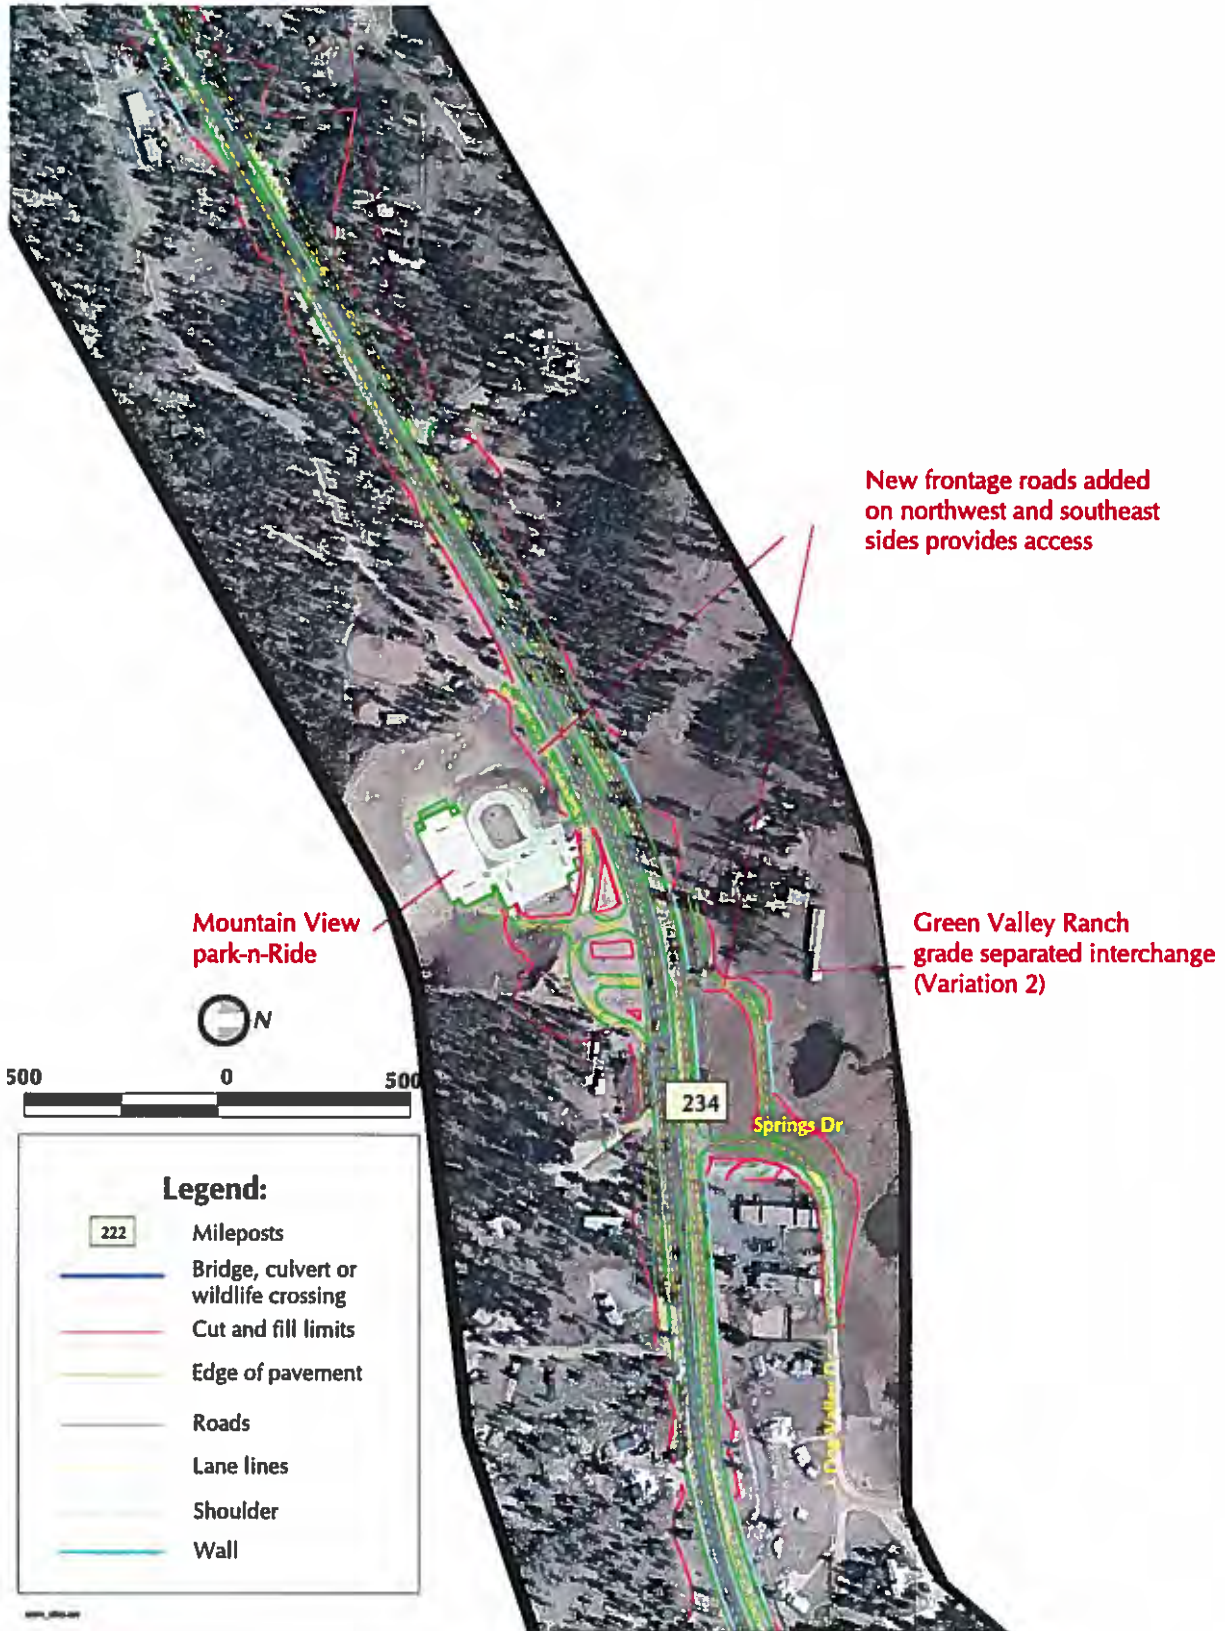 New frontage roads added
on northwest and southeast
sides provides access
Mountain View
park-n-Ride
Green Valley Ranch
grade separated interchange
(Variation 2)
N
500 0 500
234
Springs Dr
Legend:
222 Mileposts
Bridge, culvert or
wildlife crossing
Cut and fill limits
Edge of pavement
Roads
Lane lines
Shoulder
Wall